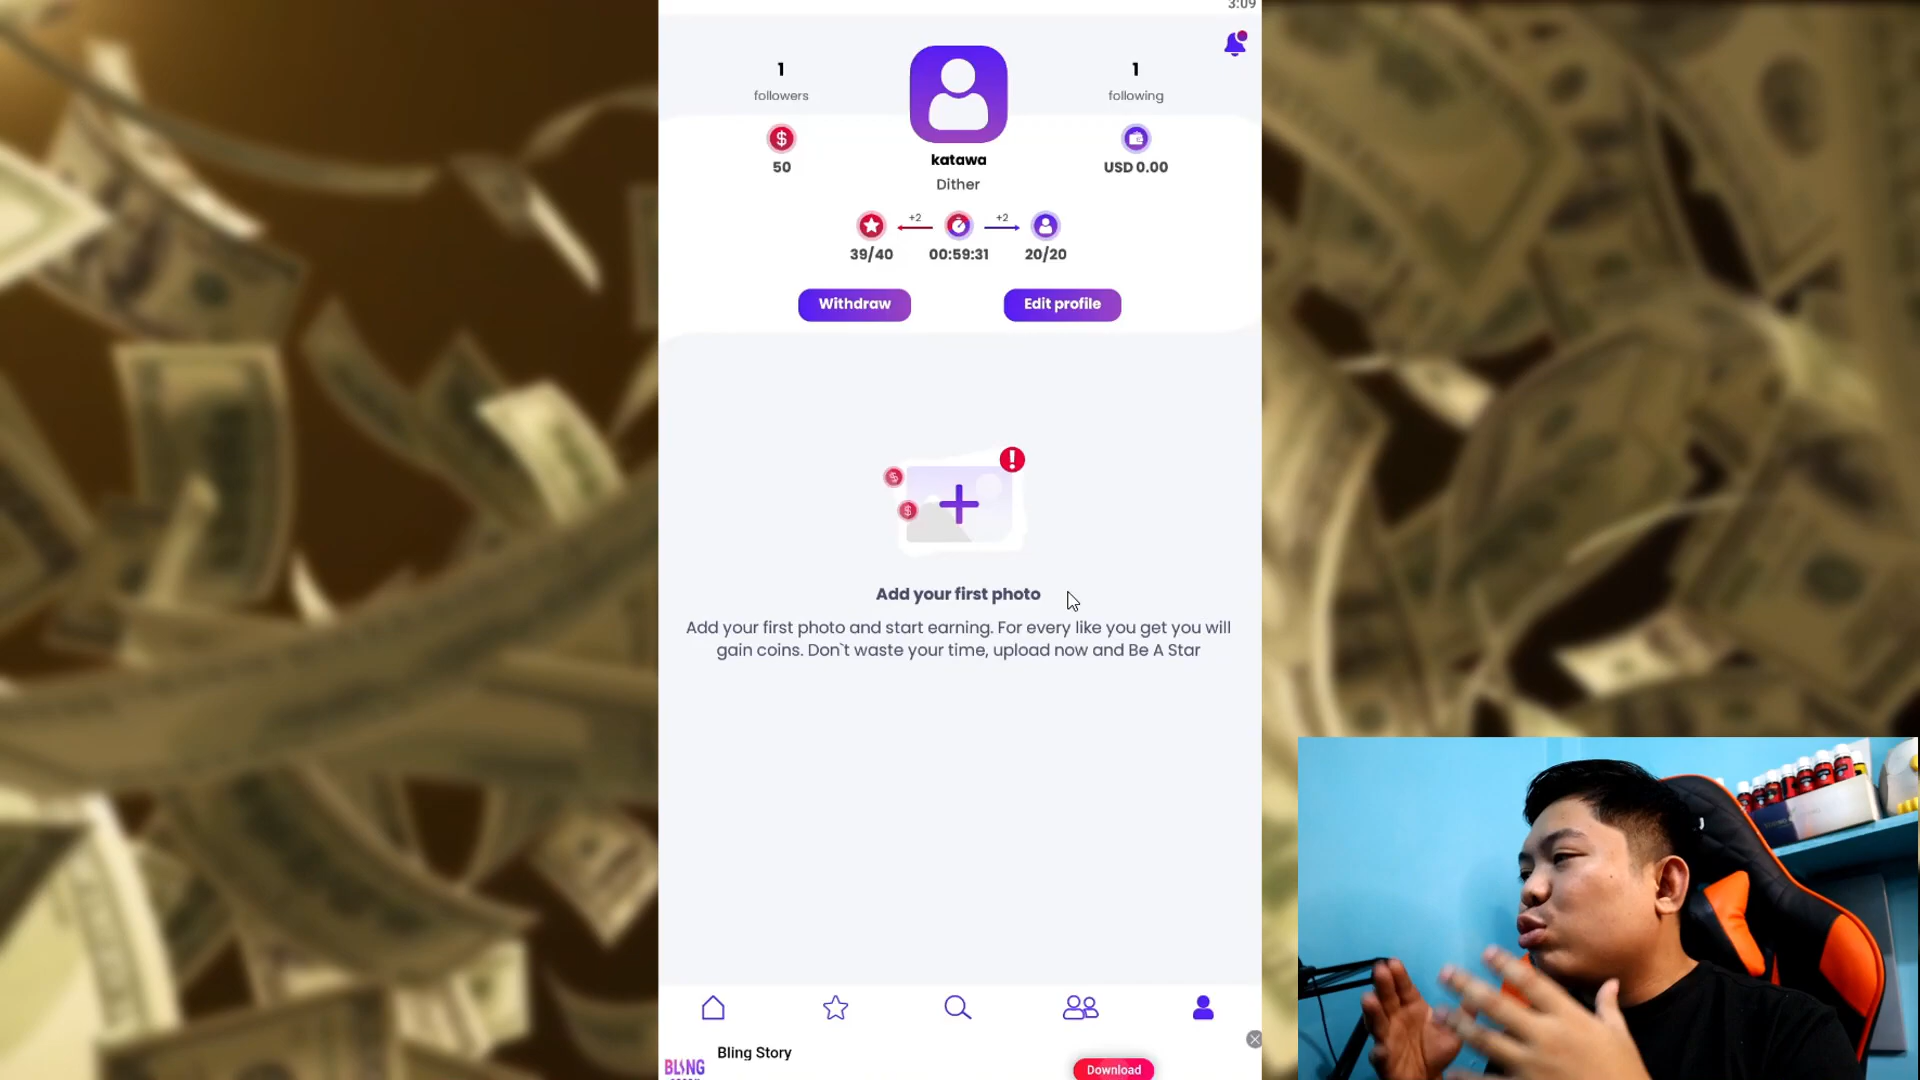 3:09
1
followers
1
following
$
50
katawa
Dither
USD 0.00
+2
+2
39/40
00:59:31
20/20
Withdraw
Edit profile
$
$
!
Add your first photo
Add your first photo and start earning. For every like you get you will
gain coins. Don`t waste your time, upload now and Be A Star
Bling Story
BLING
Download